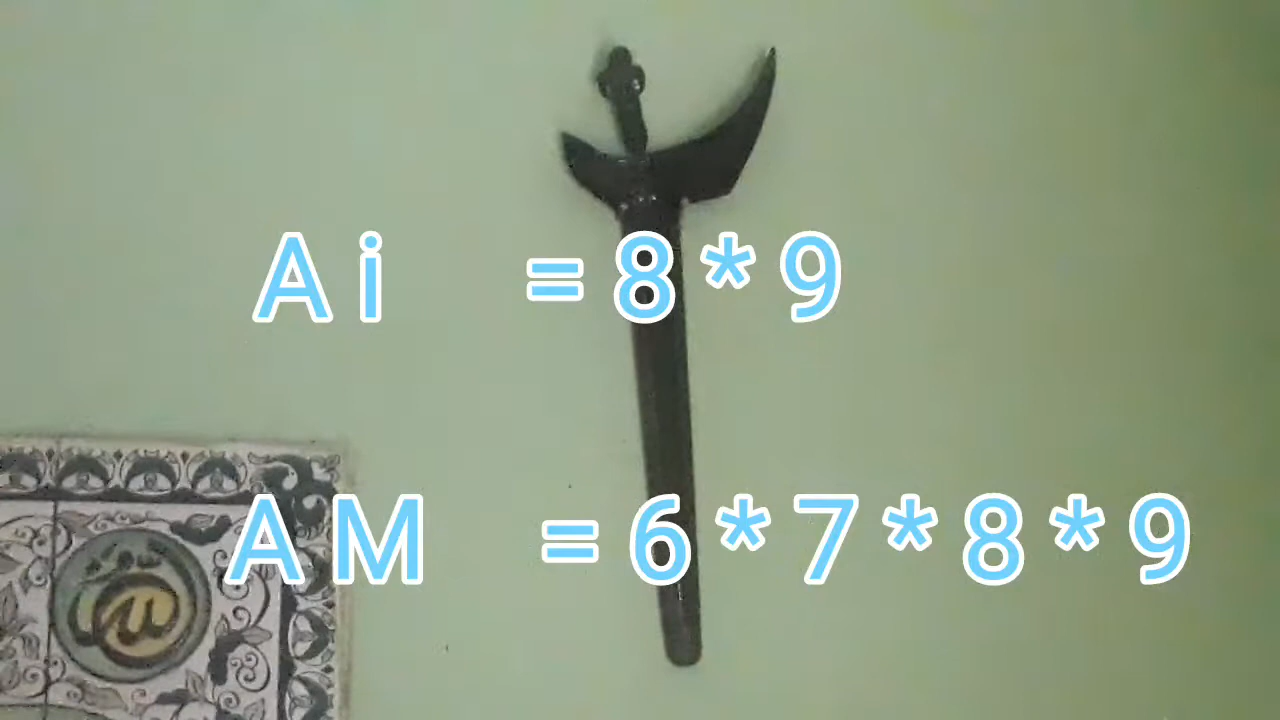 Ai = 8 * 9
AM = 6 * 7 * 8 * 9